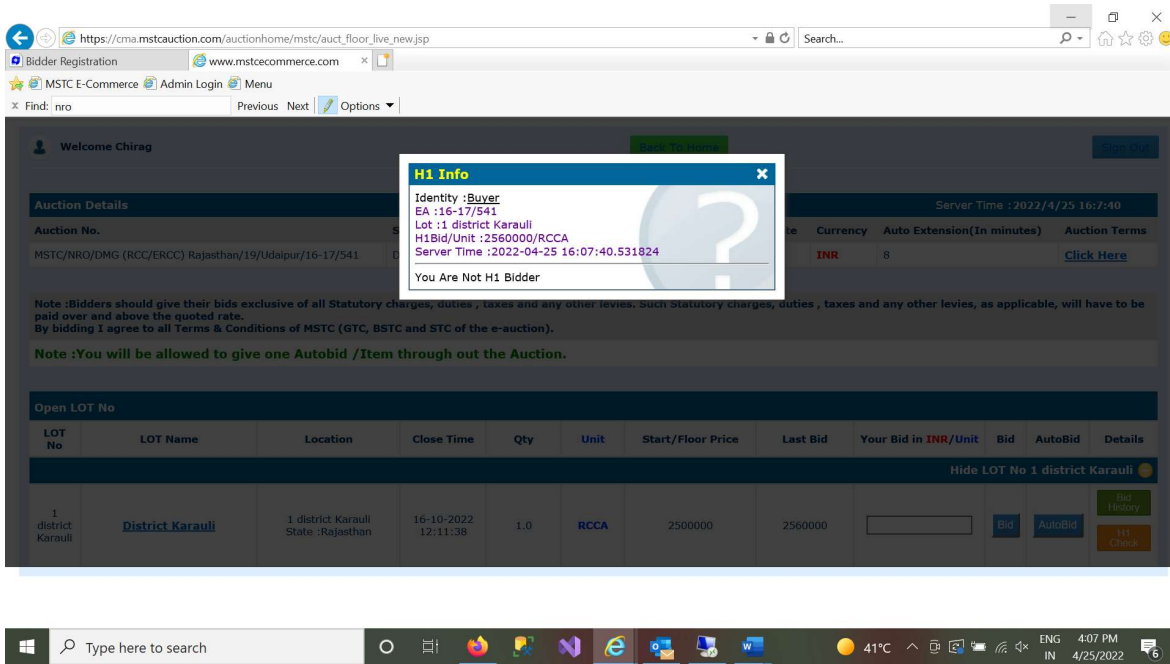 https://cma.mstcauction.com/auctionhome/mstc/auct_floor_live_new.jsp
Search...
Bidder Registration
www.mstcecommerce.com
MSTC E-Commerce Admin Login Menu
x Find: nro Previous Next Options
Welcome Chirag
Back To Home
Sign Out
H1 Info
Identity :Buyer
EA :16-17/541
Lot :1 district Karauli
H1Bid/Unit :2560000/RCCA
Server Time :2022-04-25 16:07:40.531824
You Are Not H1 Bidder
Auction Details
Server Time : 2022/4/25 16:7:40
Auction No.
Currency
Auto Extension(In minutes)
Auction Terms
MSTC/NRO/DMG (RCC/ERCC) Rajasthan/19/Udaipur/16-17/541
INR
8
Click Here
Note :Bidders should give their bids exclusive of all Statutory charges, duties , taxes and any other levies. Such Statutory charges, duties , taxes and any other levies, as applicable, will have to be
paid over and above the quoted rate.
By bidding I agree to all Terms & Conditions of MSTC (GTC, BSTC and STC of the e-auction).
Note :You will be allowed to give one Autobid /Item through out the Auction.
Open LOT No
LOT No
LOT Name
Location
Close Time
Qty
Unit
Start/Floor Price
Last Bid
Your Bid in INR/Unit
Bid
AutoBid
Details
Hide LOT No 1 district Karauli
1 district Karauli
District Karauli
1 district Karauli
State :Rajasthan
16-10-2022
12:11:38
1.0
RCCA
2500000
2560000
Bid
AutoBid
Bid History
H1 Check
Type here to search
41°C
ENG
IN
4:07 PM
4/25/2022
6